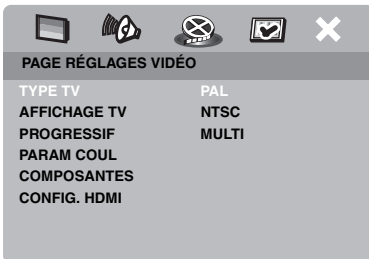 PAGE RÉGLAGES VIDÉO
TYPE TV PAL
AFFICHAGE TV NTSC
PROGRESSIF MULTI
PARAM COUL
COMPOSANTES
CONFIG. HDMI